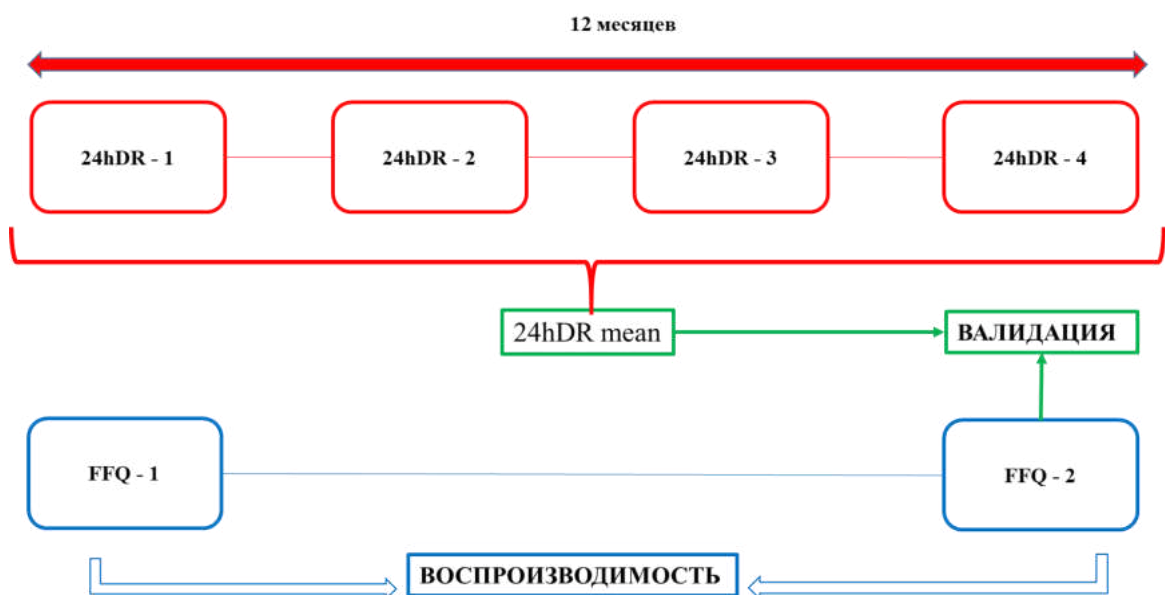 12 месяцев
24hDR - 1
24hDR - 2
24hDR - 3
24hDR - 4
24hDR mean
ВАЛИДАЦИЯ
FFQ - 1
FFQ - 2
ВОСПРОИЗВОДИМОСТЬ